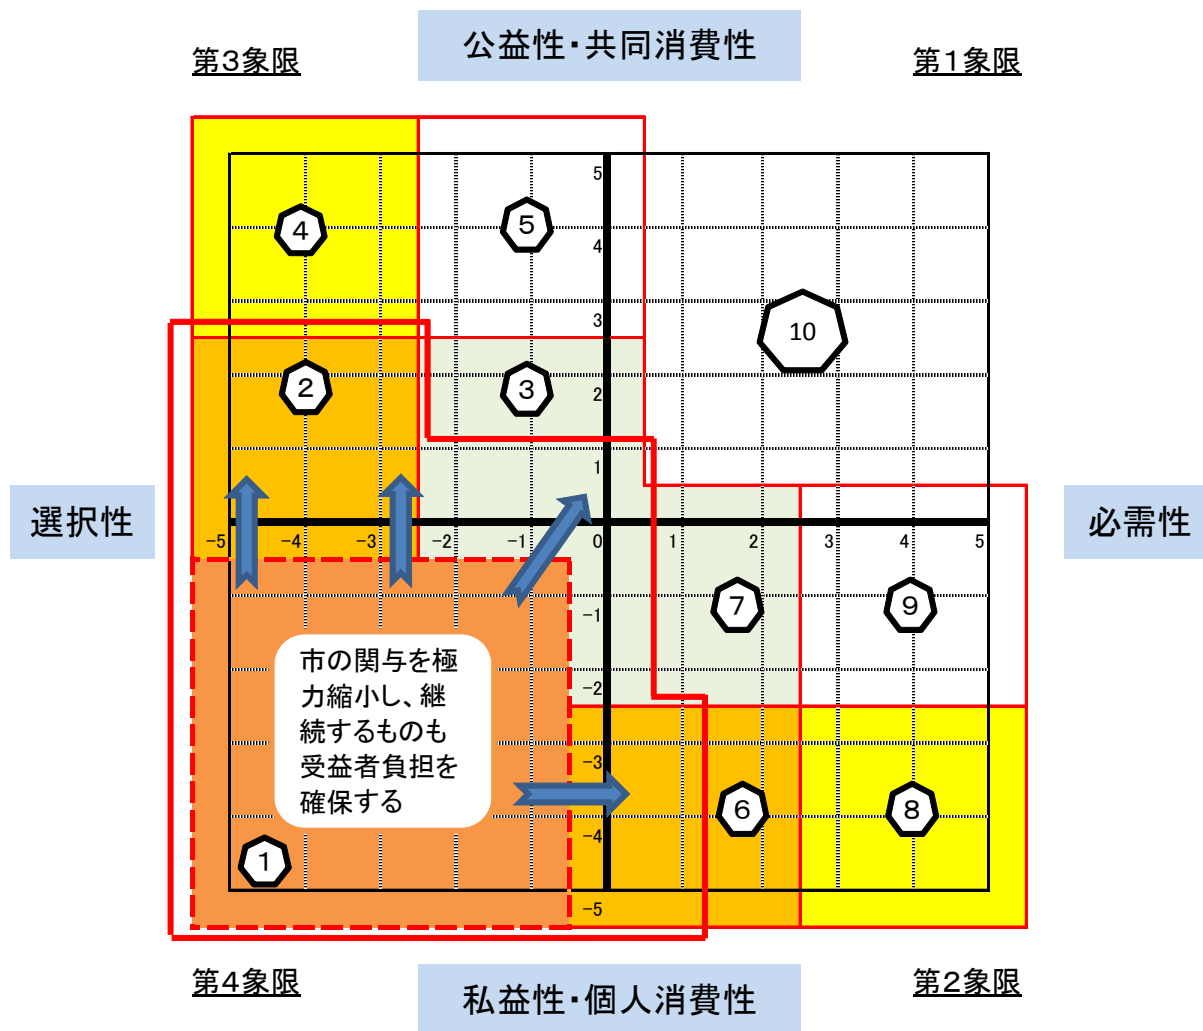 公益性・共同消費性
第3象限
第1象限
5
4
5
4
3
10
2
3
2
1
選択性
必需性
-5
-4
-3
-2
-1
0
1
2
3
4
5
-1
7
9
市の関与を極
力縮小し、継
続するものも
受益者負担を
確保する
-2
-3
6
8
-4
1
-5
第4象限
第2象限
私益性・個人消費性